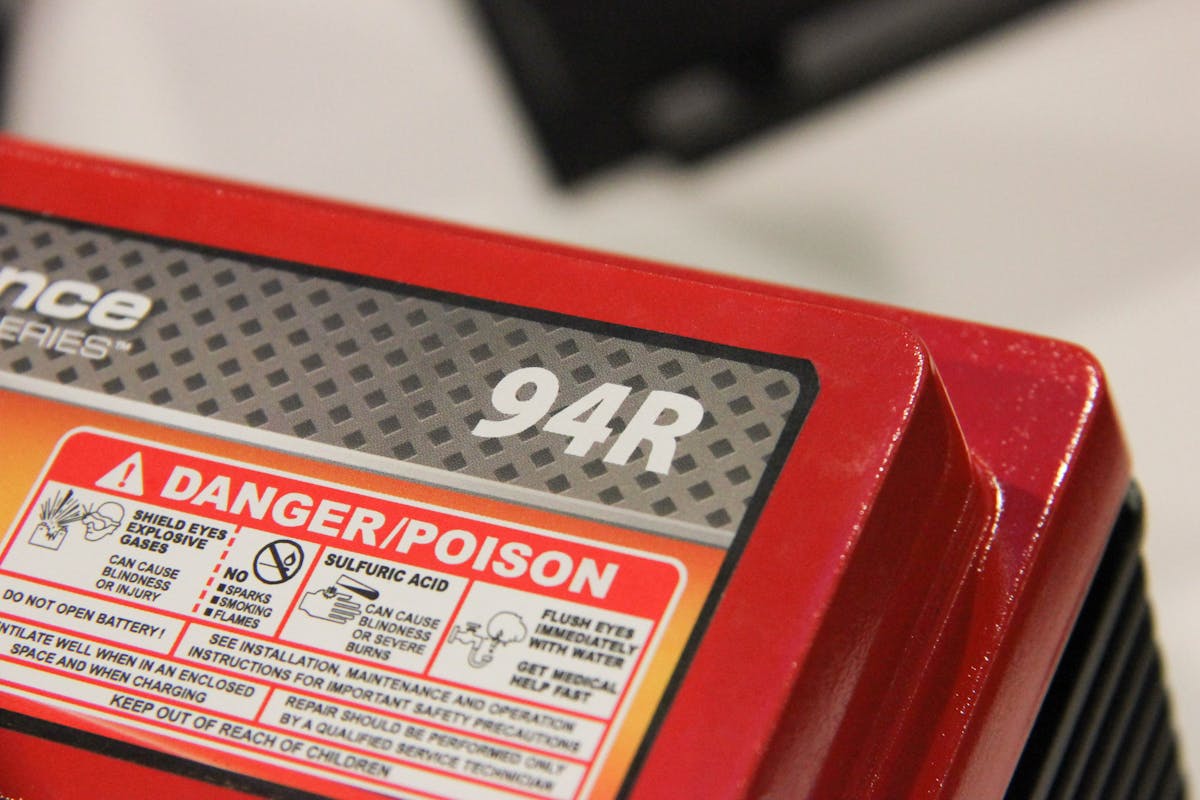 nce
ERIES™
94R
DANGER/POISON
SHIELD EYES
EXPLOSIVE
GASES
CAN CAUSE
BLINDNESS
OR INJURY
NO
■SPARKS
■SMOKING
■FLAMES
SULFURIC ACID
CAN CAUSE
BLINDNESS
OR SEVERE
BURNS
FLUSH EYES
IMMEDIATELY
WITH WATER
GET MEDICAL
HELP FAST
DO NOT OPEN BATTERY!
SEE INSTALLATION, MAINTENANCE AND OPERATION
INSTRUCTIONS FOR IMPORTANT SAFETY PRECAUTIONS
NTILATE WELL WHEN IN AN ENCLOSED
SPACE AND WHEN CHARGING
REPAIR SHOULD BE PERFORMED ONLY
BY A QUALIFIED SERVICE TECHNICIAN
KEEP OUT OF REACH OF CHILDREN